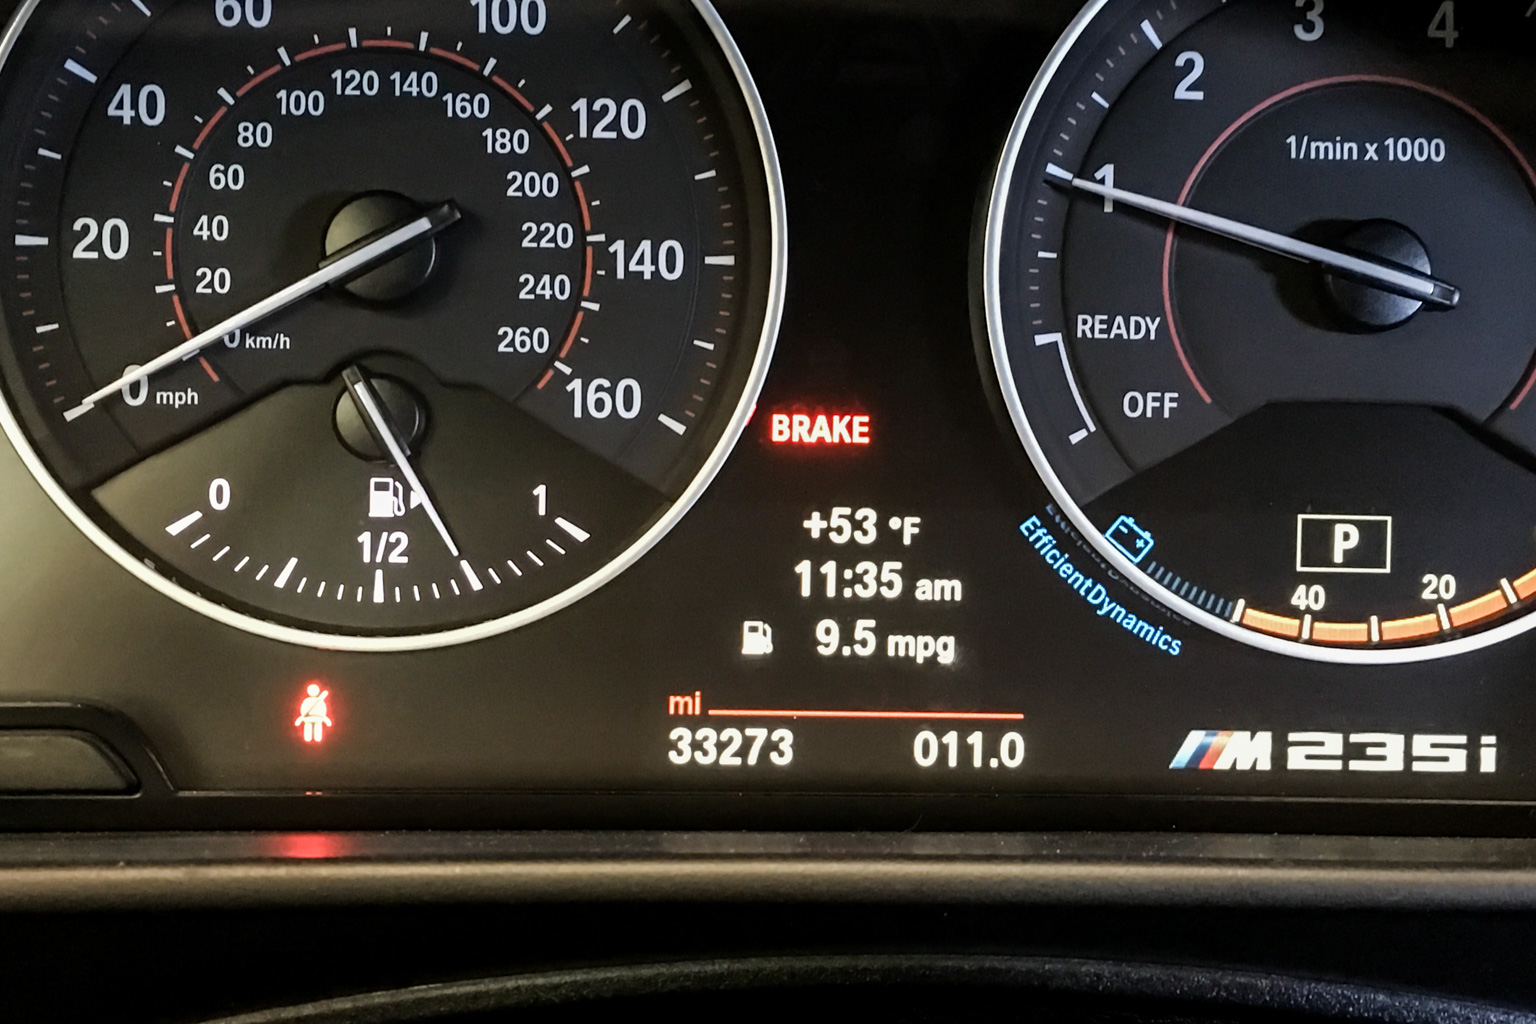 60
100
40
120
20
140
0 mph
160
120 140
100
160
80
180
60
200
40
220
20
240
0 km/h
260
0
1
1/2
BRAKE
+53 °F
11:35 am
9.5 mpg
mi
33273 011.0
3
4
2
1
1/min x 1000
READY
OFF
P
40
20
EfficientDynamics
M235i